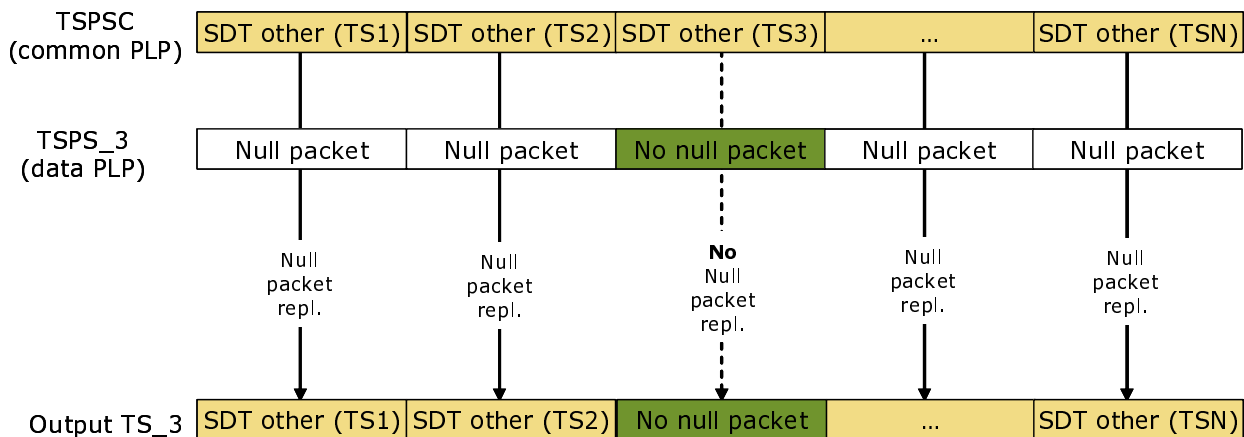 TSPSC
(common PLP)
SDT other (TS1) SDT other (TS2) SDT other (TS3) ... SDT other (TSN)
TSPS_3
(data PLP)
Null packet Null packet No null packet Null packet Null packet
Null
packet
repl.
Null
packet
repl.
No
Null
packet
repl.
Null
packet
repl.
Null
packet
repl.
Output TS_3
SDT other (TS1) SDT other (TS2) No null packet ... SDT other (TSN)